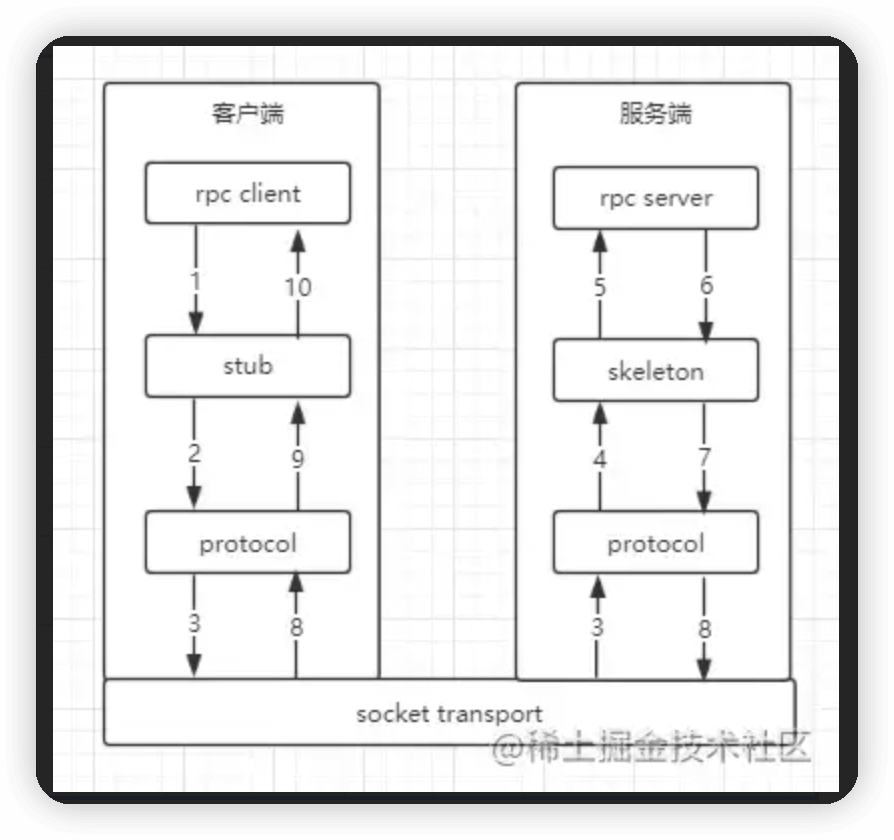 客户端
rpc client
1
10
stub
2
9
protocol
3
8
服务端
rpc server
5
6
skeleton
4
7
protocol
3
8
socket transport
@稀土掘金技术社区